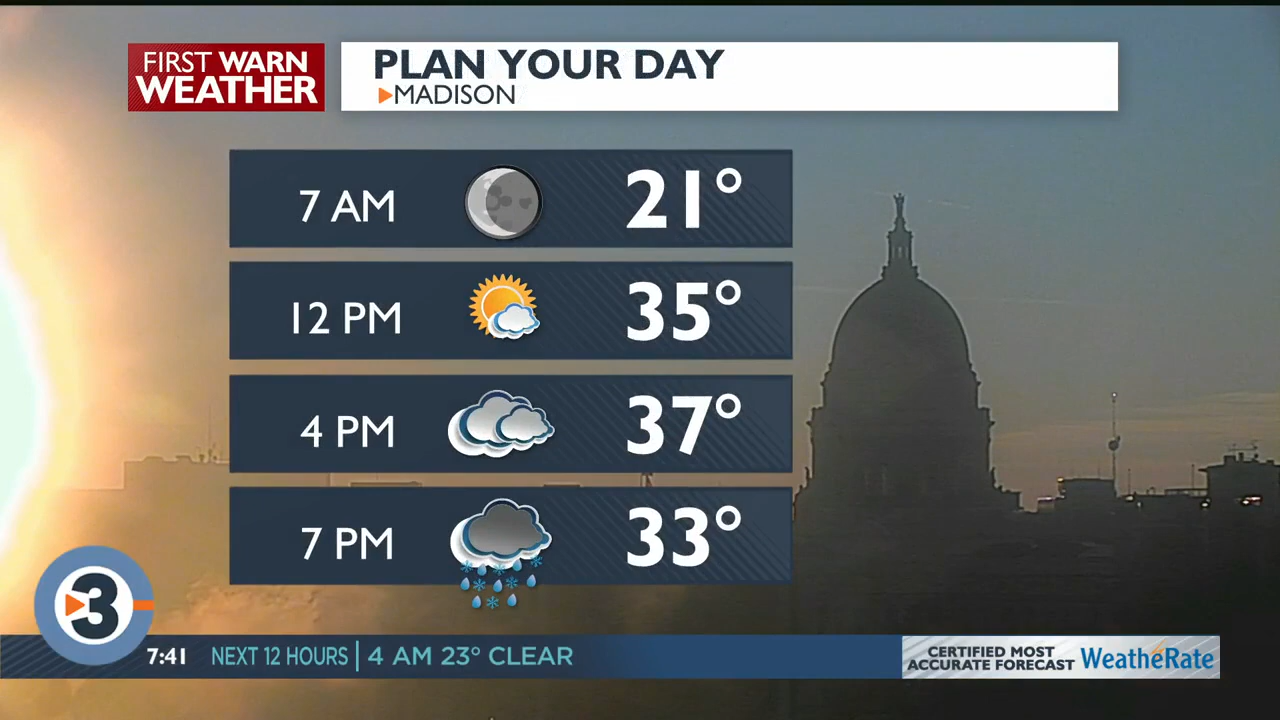 FIRST WARN
WEATHER
PLAN YOUR DAY
MADISON
7 AM 21°
12 PM 35°
4 PM 37°
7 PM 33°
3
7:41 NEXT 12 HOURS | 4 AM 23° CLEAR
CERTIFIED MOST
ACCURATE FORECAST WeatheRate